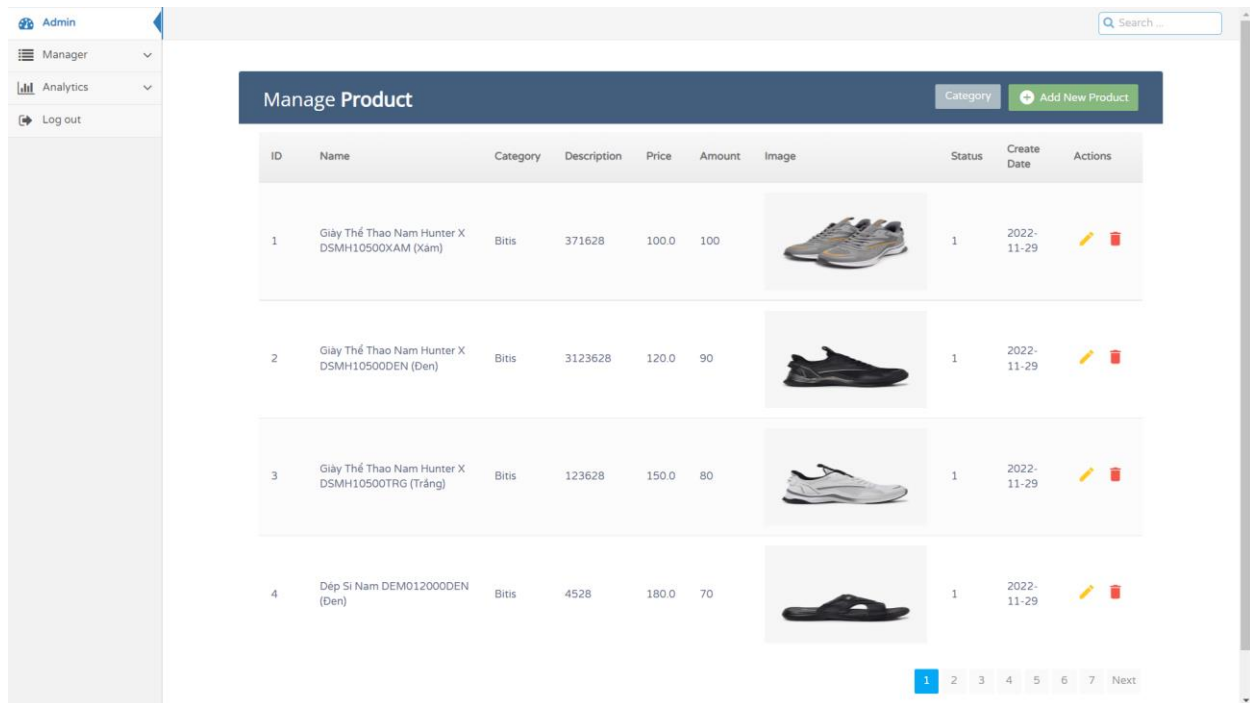 Admin
Search ...
Manager
Analytics
Log out
Manage Product
Category
Add New Product
ID Name Category Description Price Amount Image Status Create Date Actions
1 Giày Thể Thao Nam Hunter X DSMH10500XAM (Xám) Bitis 371628 100.0 100 1 2022-11-29
2 Giày Thể Thao Nam Hunter X DSMH10500DEN (Đen) Bitis 3123628 120.0 90 1 2022-11-29
3 Giày Thể Thao Nam Hunter X DSMH10500TRG (Trắng) Bitis 123628 150.0 80 1 2022-11-29
4 Dép Si Nam DEM012000DEN (Đen) Bitis 4528 180.0 70 1 2022-11-29
1 2 3 4 5 6 7 Next